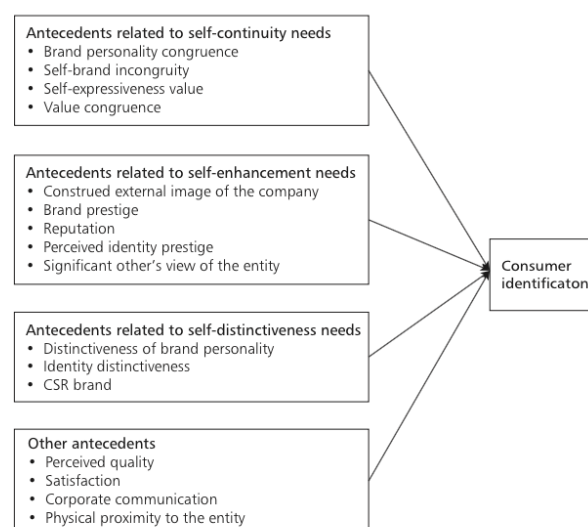 Antecedents related to self-continuity needs
• Brand personality congruence
• Self-brand incongruity
• Self-expressiveness value
• Value congruence
Antecedents related to self-enhancement needs
• Construed external image of the company
• Brand prestige
• Reputation
• Perceived identity prestige
• Significant other's view of the entity
Antecedents related to self-distinctiveness needs
• Distinctiveness of brand personality
• Identity distinctiveness
• CSR brand
Other antecedents
• Perceived quality
• Satisfaction
• Corporate communication
• Physical proximity to the entity
Consumer
identificaton